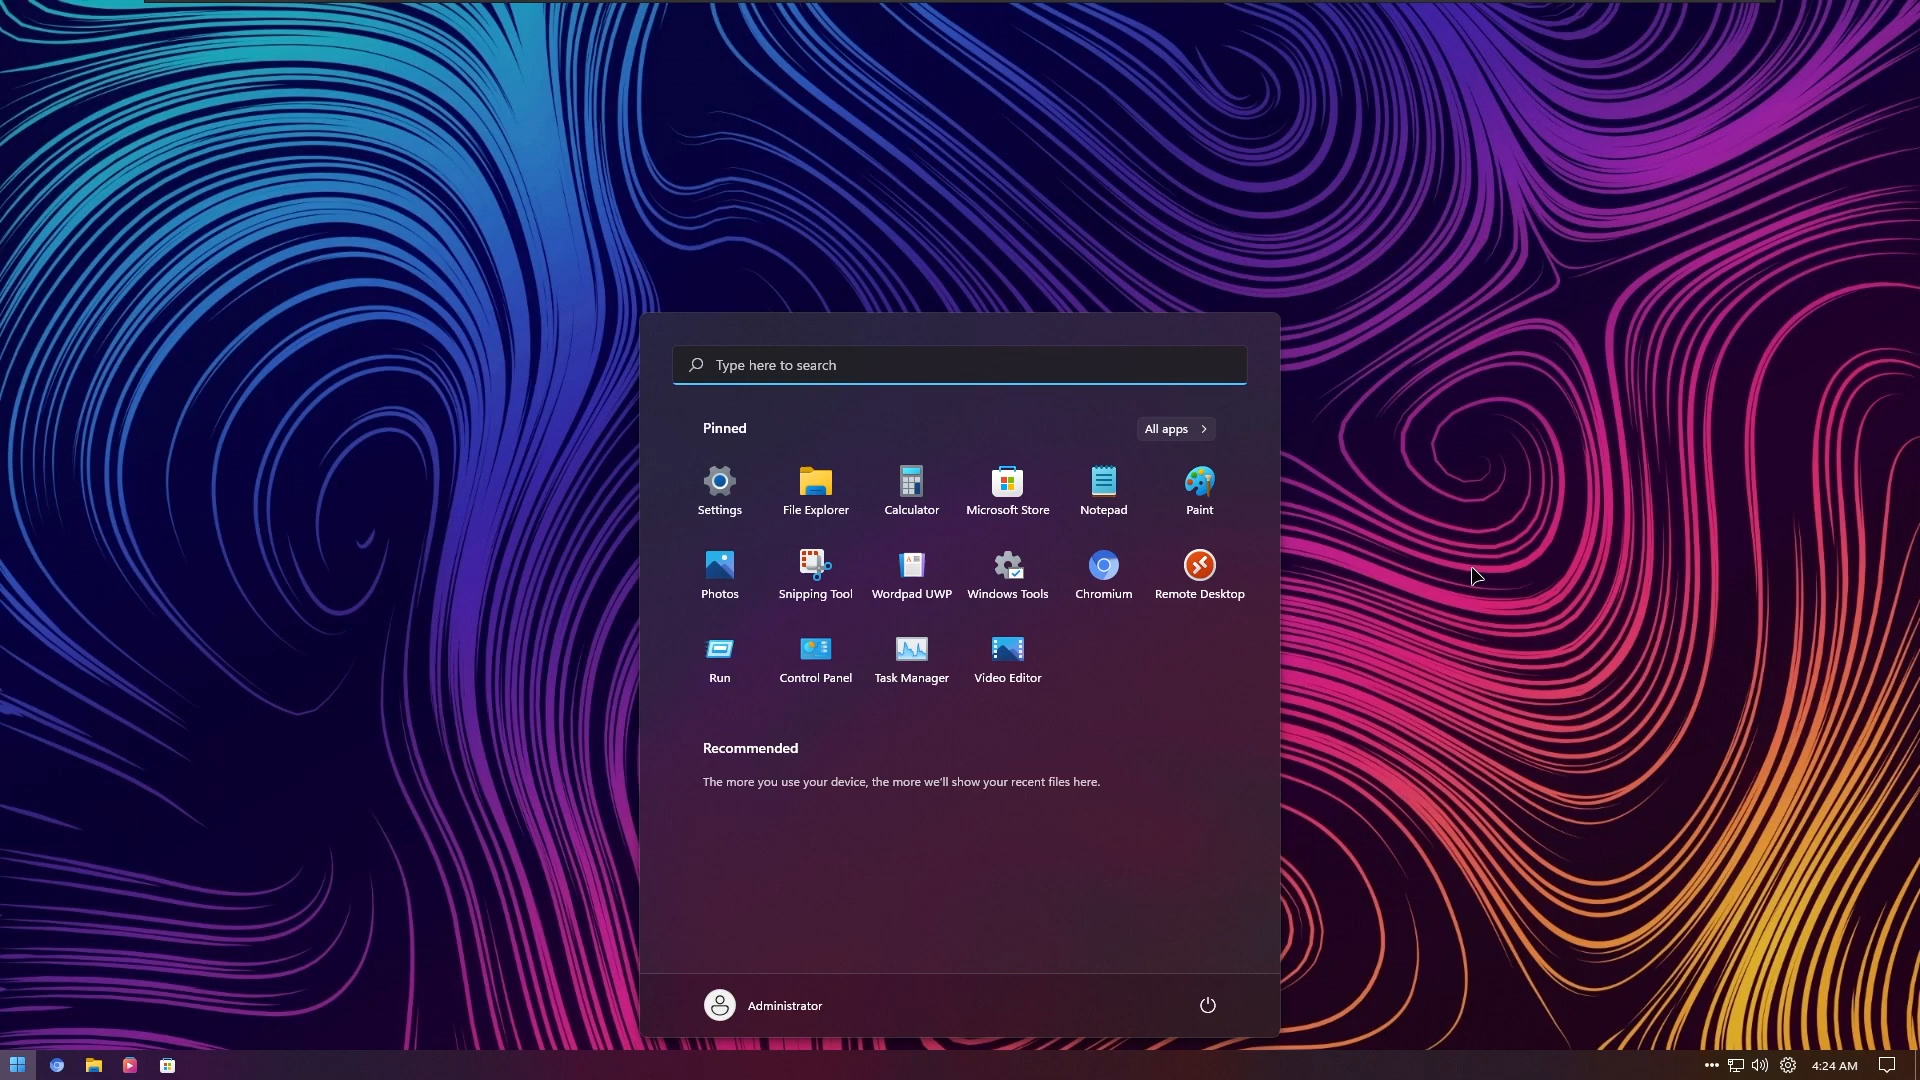 Type here to search
Pinned
All apps
Settings
File Explorer
Calculator
Microsoft Store
Notepad
Paint
Photos
Snipping Tool
Wordpad UWP
Windows Tools
Chromium
Remote Desktop
Run
Control Panel
Task Manager
Video Editor
Recommended
The more you use your device, the more we'll show your recent files here.
Administrator
4:24 AM